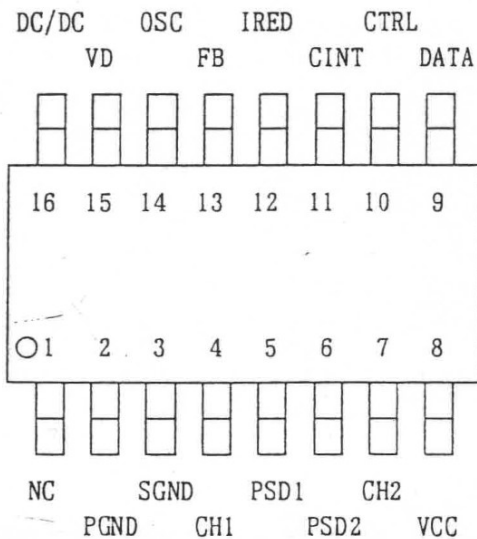 DC/DC OSC IRED CTRL
VD FB CINT DATA
16 15 14 13 12 11 10 9
1 2 3 4 5 6 7 8
NC SGND PSD1 CH2
PGND CH1 PSD2 VCC